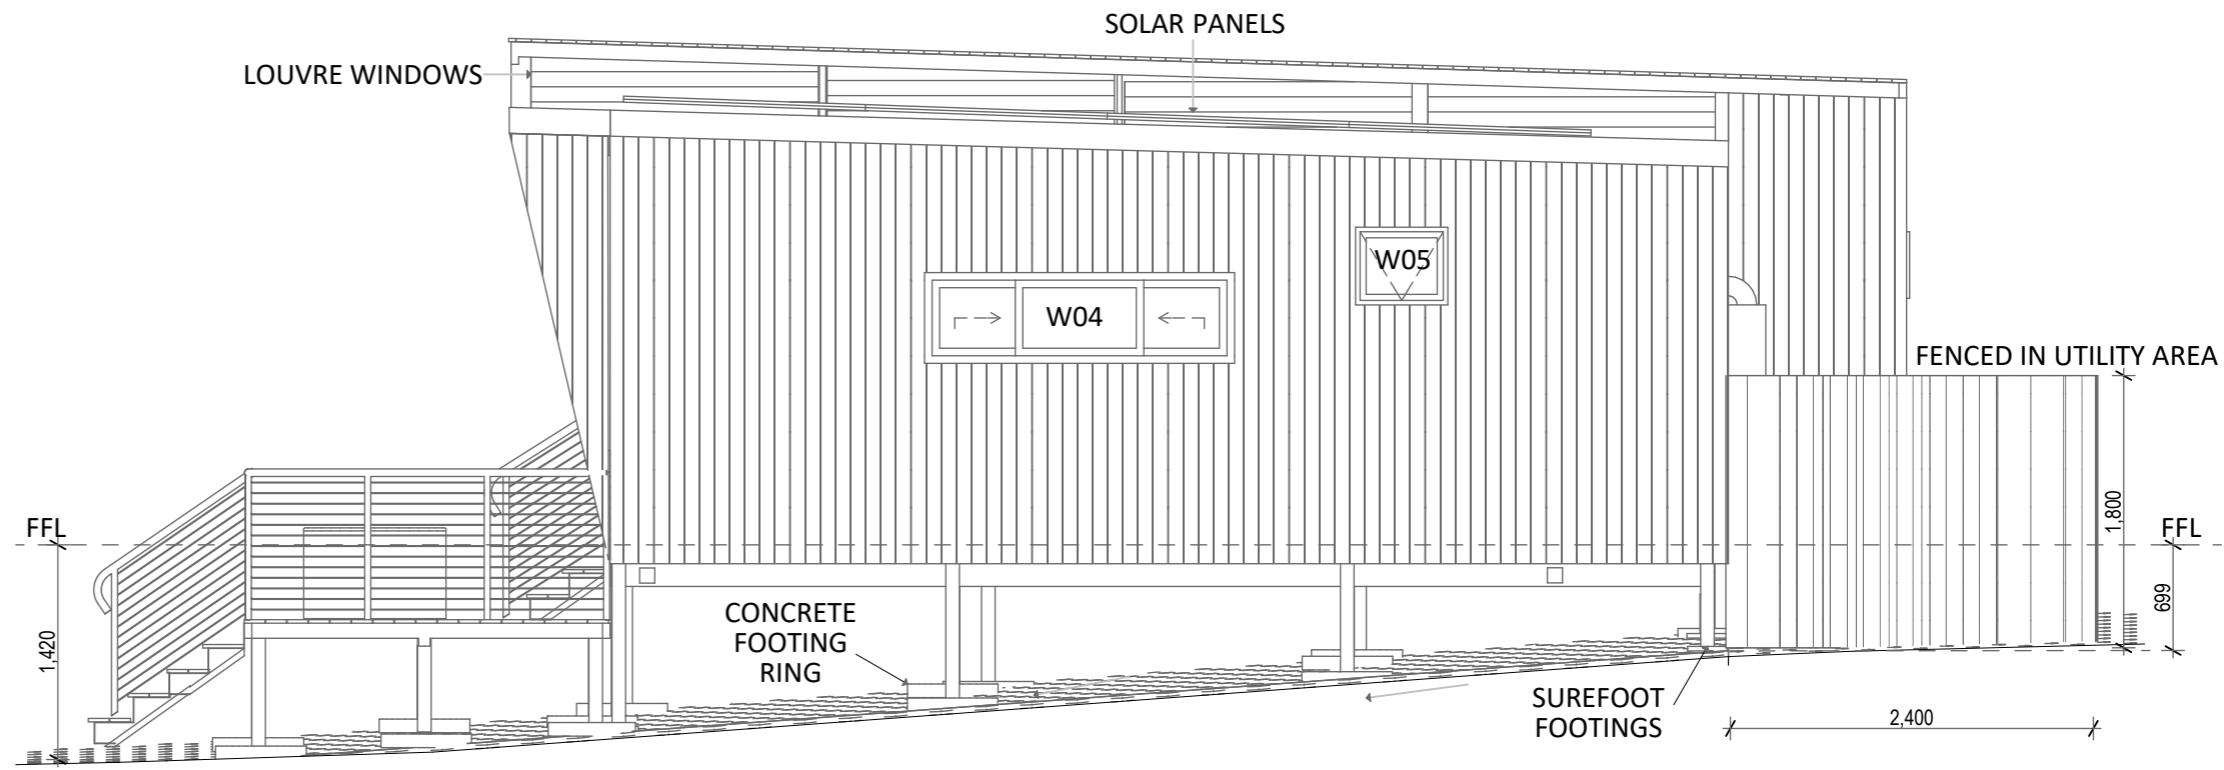 SOLAR PANELS
LOUVRE WINDOWS
W05
W04
FENCED IN UTILITY AREA
1,800
FFL
FFL
699
CONCRETE
FOOTING
RING
1,420
SUREFOOT
FOOTINGS
2,400